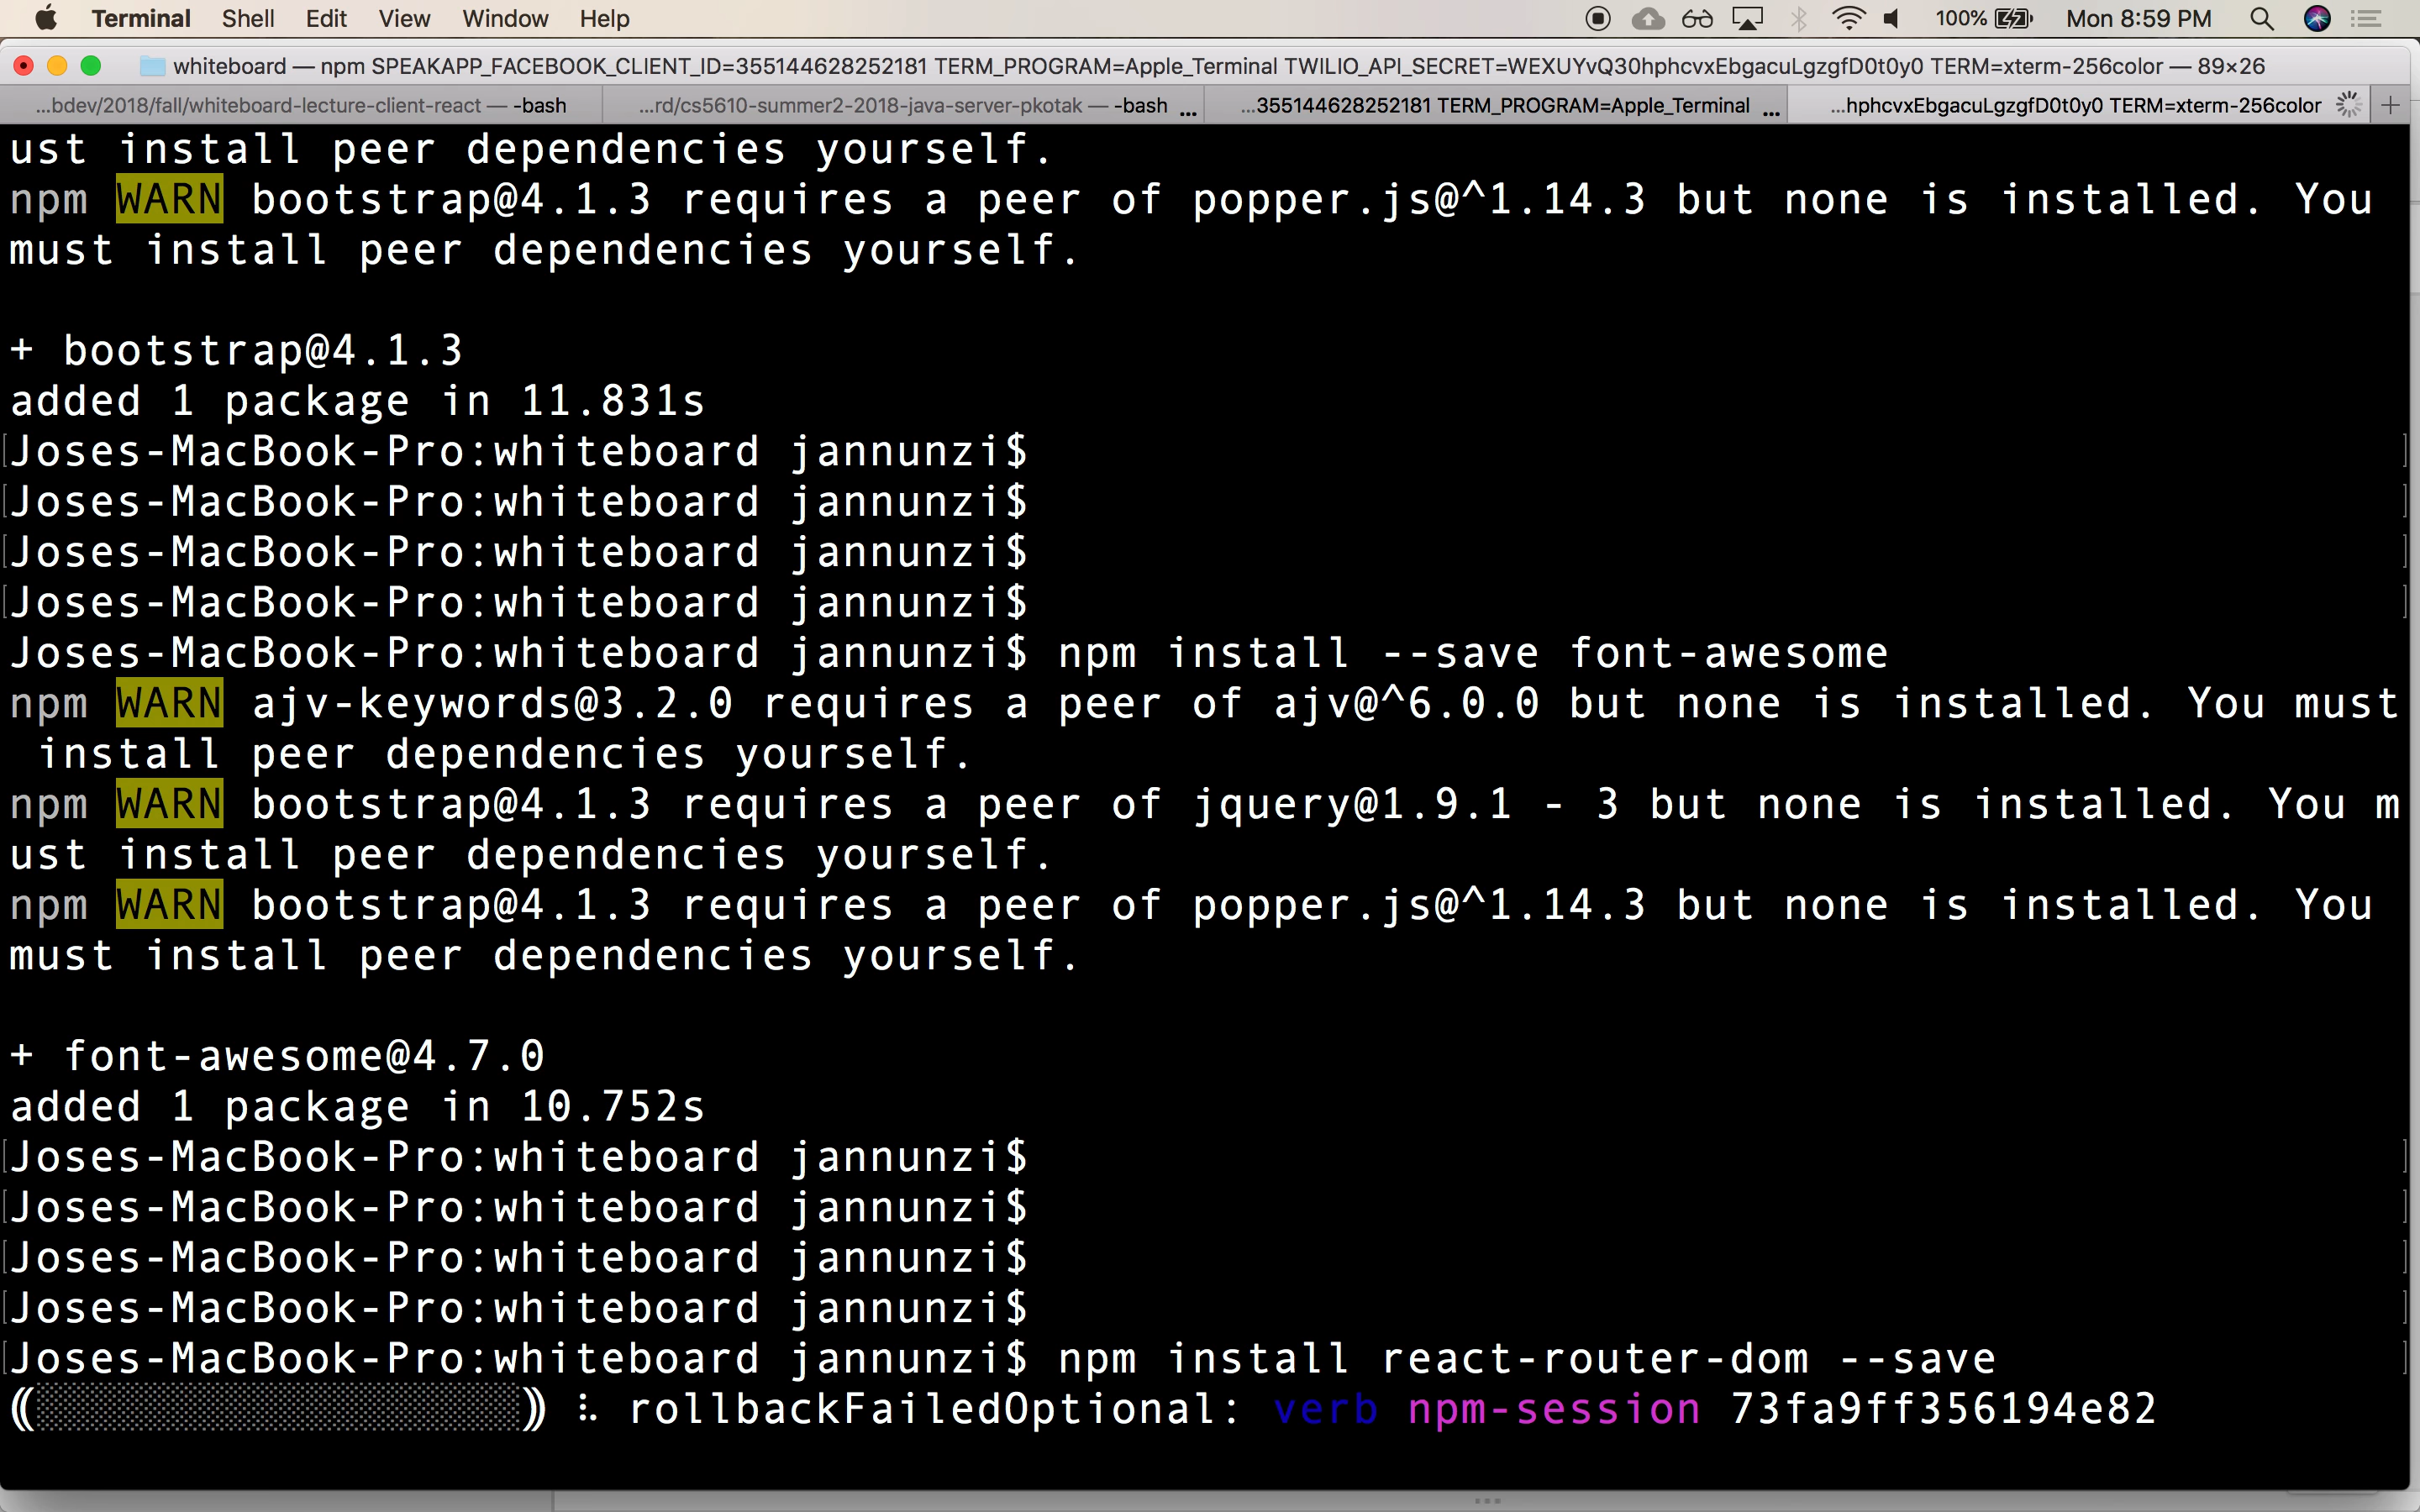 Terminal Shell Edit View Window Help 100% Mon 8:59 PM
whiteboard — npm SPEAKAPP_FACEBOOK_CLIENT_ID=355144628252181 TERM_PROGRAM=Apple_Terminal TWILIO_API_SECRET=WEXUYvQ30hphcvxEbgacuLgzgfD0t0y0 TERM=xterm-256color — 89×26
...bdev/2018/fall/whiteboard-lecture-client-react — -bash ...rd/cs5610-summer2-2018-java-server-pkotak — -bash ... ...355144628252181 TERM_PROGRAM=Apple_Terminal ... ...hphcvxEbgacuLgzgfD0t0y0 TERM=xterm-256color
ust install peer dependencies yourself.
npm WARN bootstrap@4.1.3 requires a peer of popper.js@^1.14.3 but none is installed. You
must install peer dependencies yourself.
+ bootstrap@4.1.3
added 1 package in 11.831s
[Joses-MacBook-Pro:whiteboard jannunzi$ ]
[Joses-MacBook-Pro:whiteboard jannunzi$ ]
[Joses-MacBook-Pro:whiteboard jannunzi$ ]
[Joses-MacBook-Pro:whiteboard jannunzi$ ]
Joses-MacBook-Pro:whiteboard jannunzi$ npm install --save font-awesome
npm WARN ajv-keywords@3.2.0 requires a peer of ajv@^6.0.0 but none is installed. You must
install peer dependencies yourself.
npm WARN bootstrap@4.1.3 requires a peer of jquery@1.9.1 - 3 but none is installed. You m
ust install peer dependencies yourself.
npm WARN bootstrap@4.1.3 requires a peer of popper.js@^1.14.3 but none is installed. You
must install peer dependencies yourself.
+ font-awesome@4.7.0
added 1 package in 10.752s
[Joses-MacBook-Pro:whiteboard jannunzi$ ]
[Joses-MacBook-Pro:whiteboard jannunzi$ ]
[Joses-MacBook-Pro:whiteboard jannunzi$ ]
[Joses-MacBook-Pro:whiteboard jannunzi$ ]
[Joses-MacBook-Pro:whiteboard jannunzi$ npm install react-router-dom --save ]
(░░░░░░░░░░░░░░░░░░) ⠧ rollbackFailedOptional: verb npm-session 73fa9ff356194e82